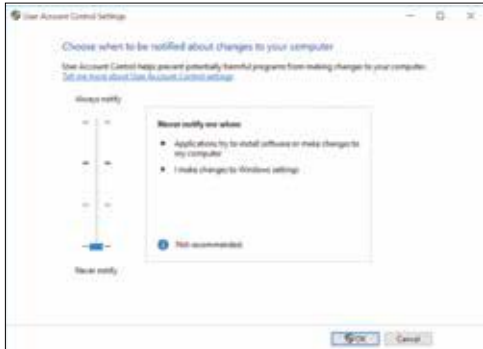 User Account Control Settings
Choose when to be notified about changes to your computer
User Account Control helps prevent potentially harmful programs from making changes to your computer.
Tell me more about User Account Control settings
Always notify
Never notify me when:
• Applications try to install software or make changes to
my computer
• I make changes to Windows settings
Not recommended.
Never notify
OK
Cancel